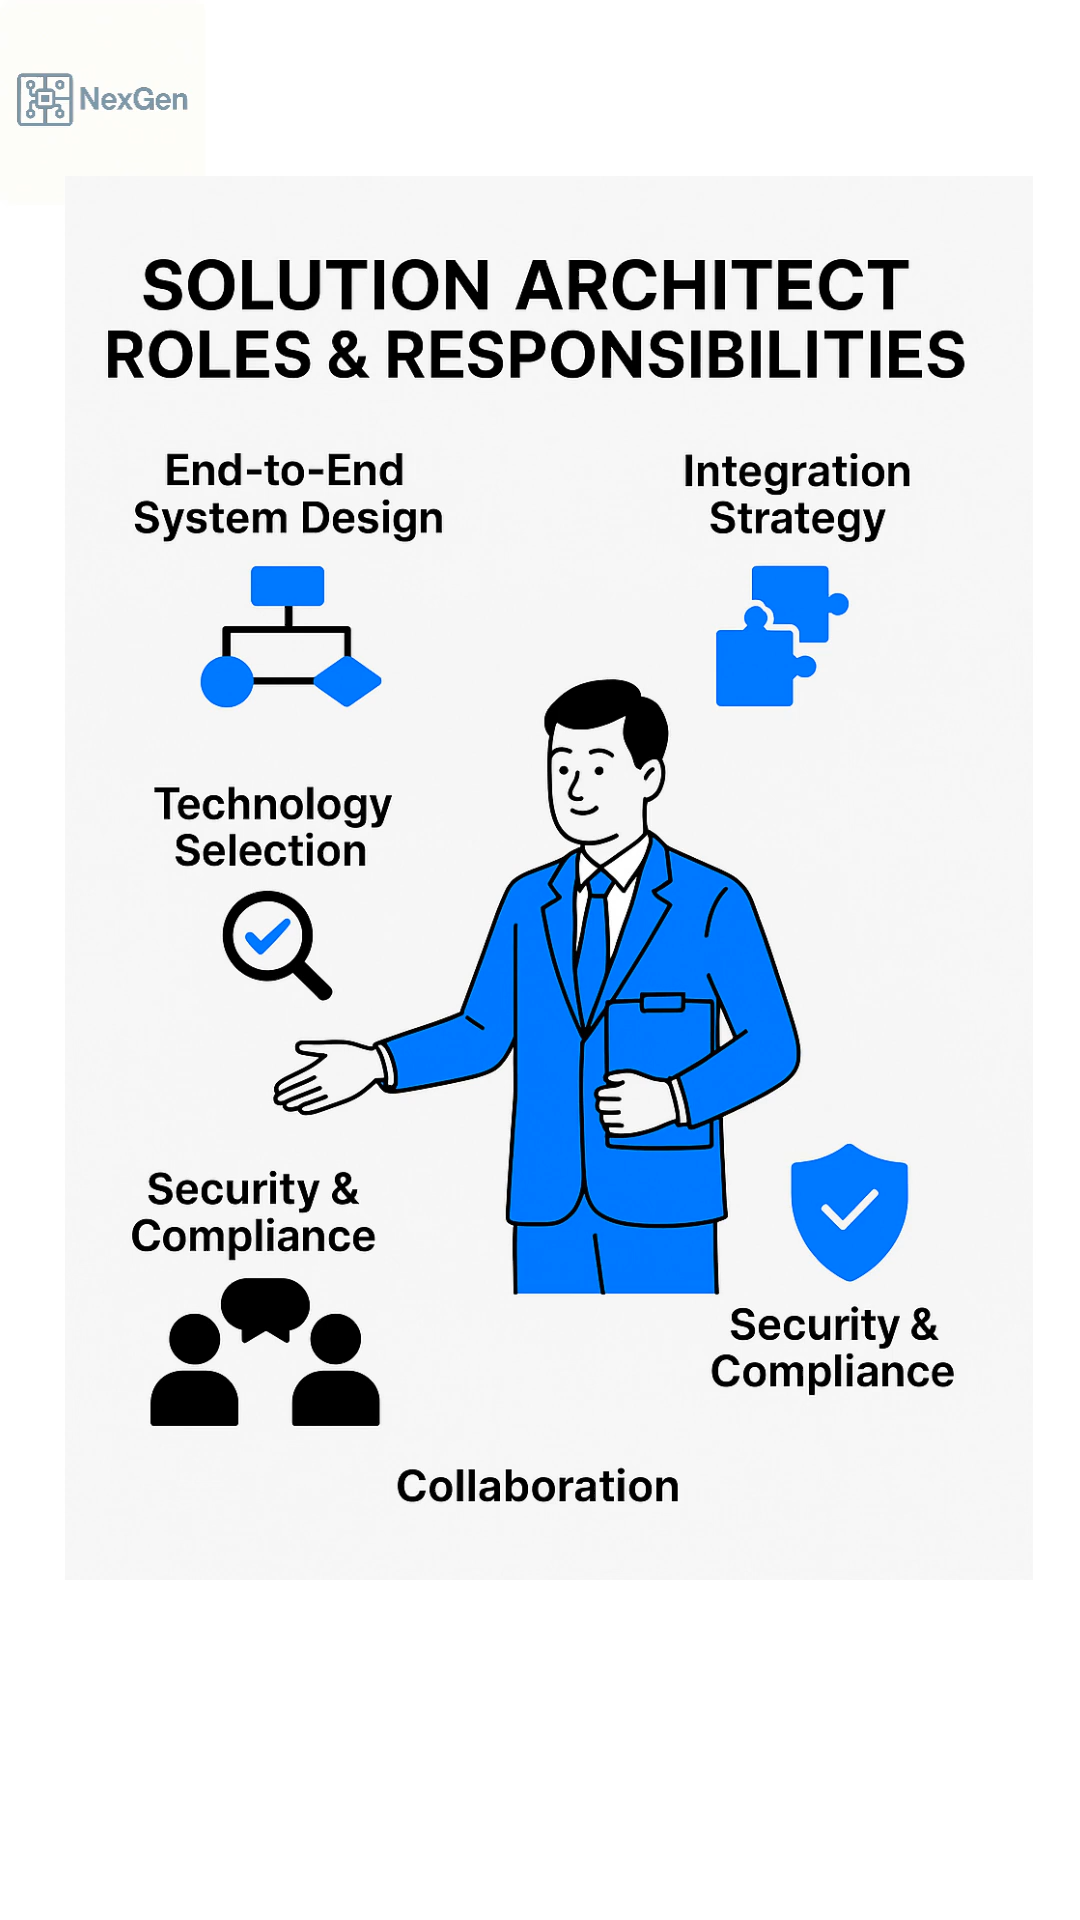 NexGen
SOLUTION ARCHITECT
ROLES & RESPONSIBILITIES
End-to-End
System Design
Integration
Strategy
Technology
Selection
Security &
Compliance
Security &
Compliance
Collaboration